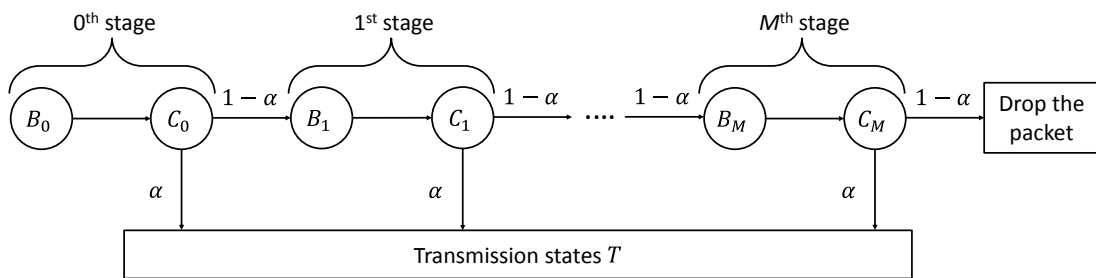 0th stage
1st stage
Mth stage
B0
C0
1 − α
B1
C1
1 − α
····
1 − α
BM
CM
1 − α
Drop the
packet
α
α
α
Transmission states T